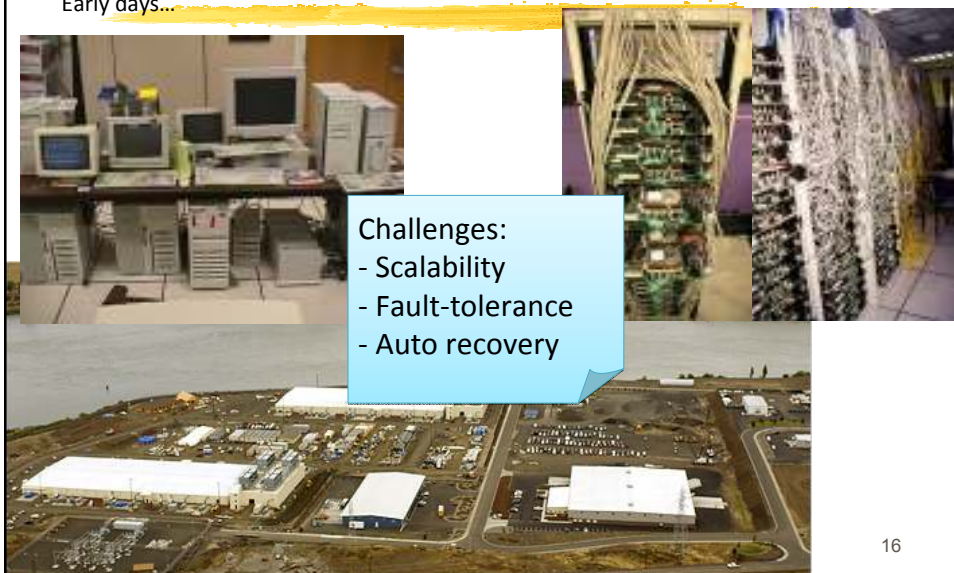 Early days…
Challenges:
- Scalability
- Fault-tolerance
- Auto recovery
16